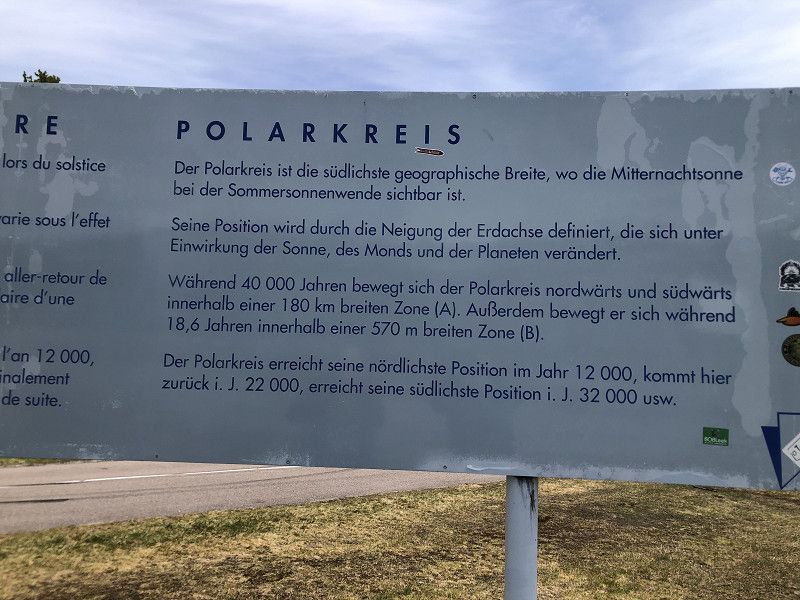 RE
lors du solstice
varie sous l'effet
aller-retour de
aire d'une
l'an 12 000,
inalement
de suite.
POLARKREIS
Der Polarkreis ist die südlichste geographische Breite, wo die Mitternachtsonne
bei der Sommersonnenwende sichtbar ist.
Seine Position wird durch die Neigung der Erdachse definiert, die sich unter
Einwirkung der Sonne, des Monds und der Planeten verändert.
Während 40 000 Jahren bewegt sich der Polarkreis nordwärts und südwärts
innerhalb einer 180 km breiten Zone (A). Außerdem bewegt er sich während
18,6 Jahren innerhalb einer 570 m breiten Zone (B).
Der Polarkreis erreicht seine nördlichste Position im Jahr 12 000, kommt hier
zurück i. J. 22 000, erreicht seine südlichste Position i. J. 32 000 usw.